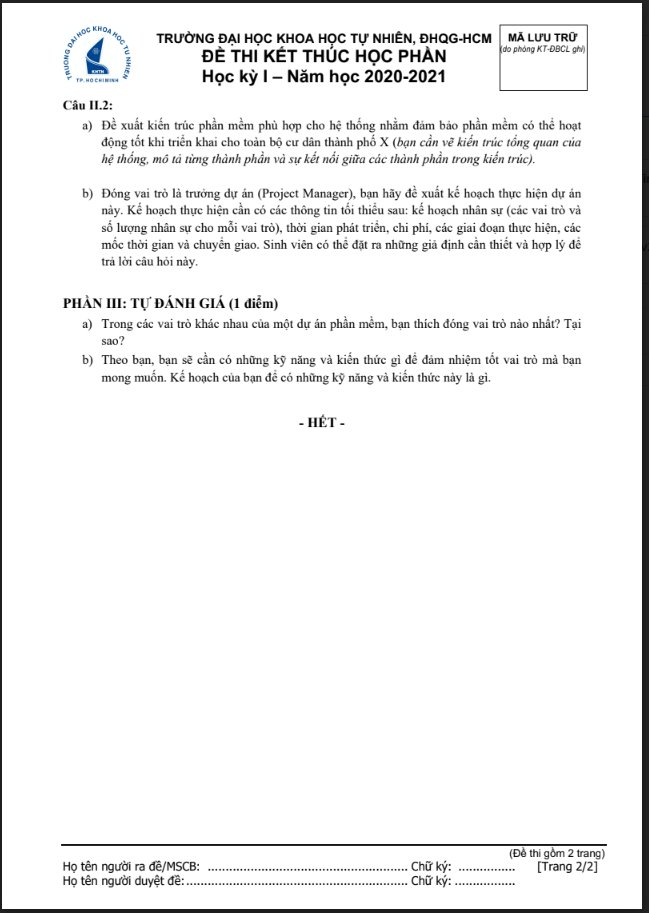 TRƯỜNG ĐẠI HỌC KHOA HỌC TỰ NHIÊN
KHTN
TP. HỒ CHÍ MINH
TRƯỜNG ĐẠI HỌC KHOA HỌC TỰ NHIÊN, ĐHQG-HCM
ĐỀ THI KẾT THÚC HỌC PHẦN
Học kỳ I – Năm học 2020-2021
MÃ LƯU TRỮ
(do phòng KT-ĐBCL ghi)
Câu II.2:
a) Đề xuất kiến trúc phần mềm phù hợp cho hệ thống nhằm đảm bảo phần mềm có thể hoạt
động tốt khi triển khai cho toàn bộ cư dân thành phố X (bạn cần vẽ kiến trúc tổng quan của
hệ thống, mô tả từng thành phần và sự kết nối giữa các thành phần trong kiến trúc).
b) Đóng vai trò là trưởng dự án (Project Manager), bạn hãy đề xuất kế hoạch thực hiện dự án
này. Kế hoạch thực hiện cần có các thông tin tối thiểu sau: kế hoạch nhân sự (các vai trò và
số lượng nhân sự cho mỗi vai trò), thời gian phát triển, chi phí, các giai đoạn thực hiện, các
mốc thời gian và chuyển giao. Sinh viên có thể đặt ra những giả định cần thiết và hợp lý để
trả lời câu hỏi này.
PHẦN III: TỰ ĐÁNH GIÁ (1 điểm)
a) Trong các vai trò khác nhau của một dự án phần mềm, bạn thích đóng vai trò nào nhất? Tại
sao?
b) Theo bạn, bạn sẽ cần có những kỹ năng và kiến thức gì để đảm nhiệm tốt vai trò mà bạn
mong muốn. Kế hoạch của bạn để có những kỹ năng và kiến thức này là gì.
- HẾT -
(Đề thi gồm 2 trang)
Họ tên người ra đề/MSCB: ........................................................ Chữ ký: ................ [Trang 2/2]
Họ tên người duyệt đề: ............................................................. Chữ ký: .................